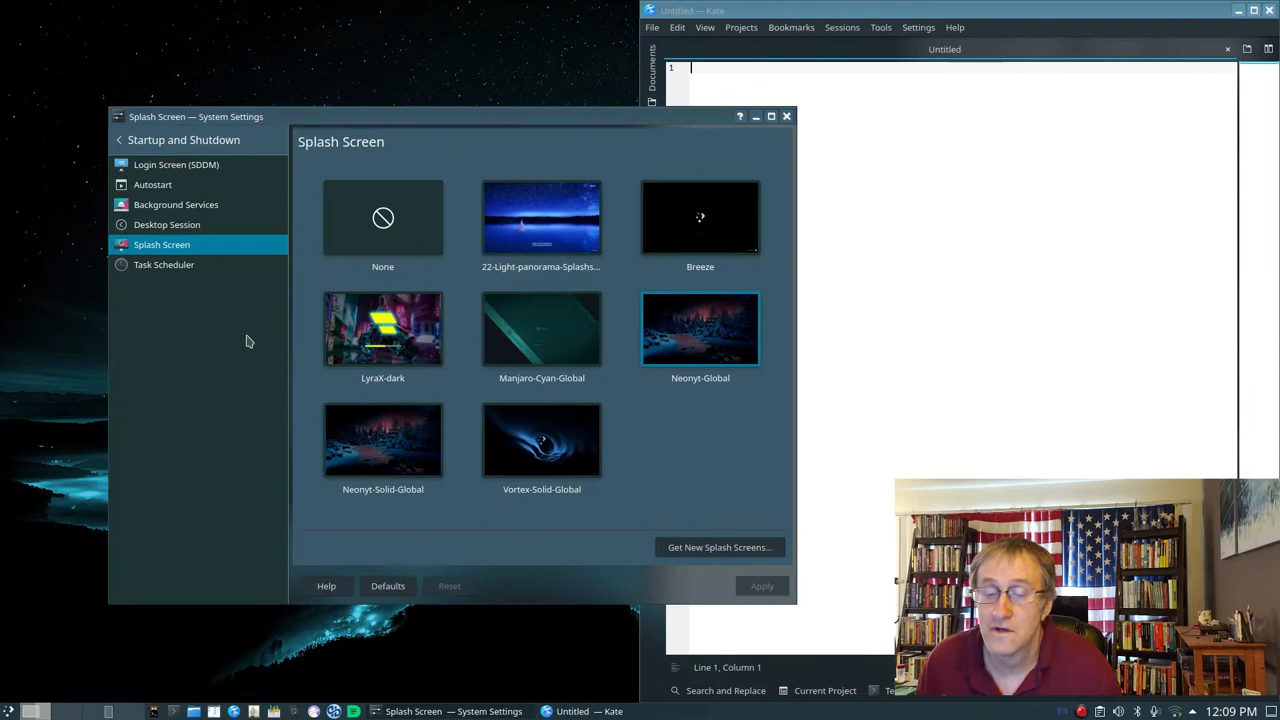 Untitled — Kate
File Edit View Projects Bookmarks Sessions Tools Settings Help
Untitled
Documents
1
Splash Screen — System Settings
Startup and Shutdown
Login Screen (SDDM)
Autostart
Background Services
Desktop Session
Splash Screen
Task Scheduler
Splash Screen
None
22-Light-panorama-Splashs...
Breeze
LyraX-dark
Manjaro-Cyan-Global
Neonyt-Global
Neonyt-Solid-Global
Vortex-Solid-Global
Get New Splash Screens...
Help Defaults Reset Apply
Line 1, Column 1
Search and Replace Current Project Te
Splash Screen — System Settings Untitled — Kate EN 12:09 PM